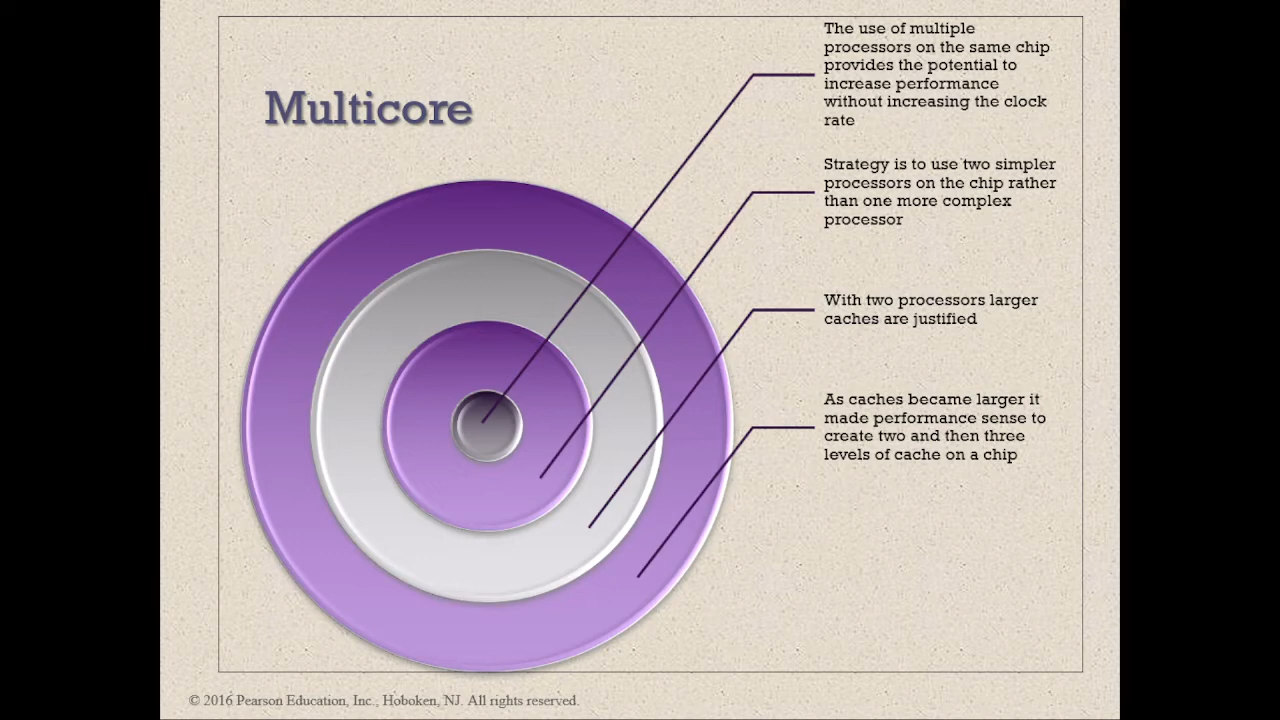 Multicore
The use of multiple
processors on the same chip
provides the potential to
increase performance
without increasing the clock
rate
Strategy is to use two simpler
processors on the chip rather
than one more complex
processor
With two processors larger
caches are justified
As caches became larger it
made performance sense to
create two and then three
levels of cache on a chip
© 2016 Pearson Education, Inc., Hoboken, NJ. All rights reserved.